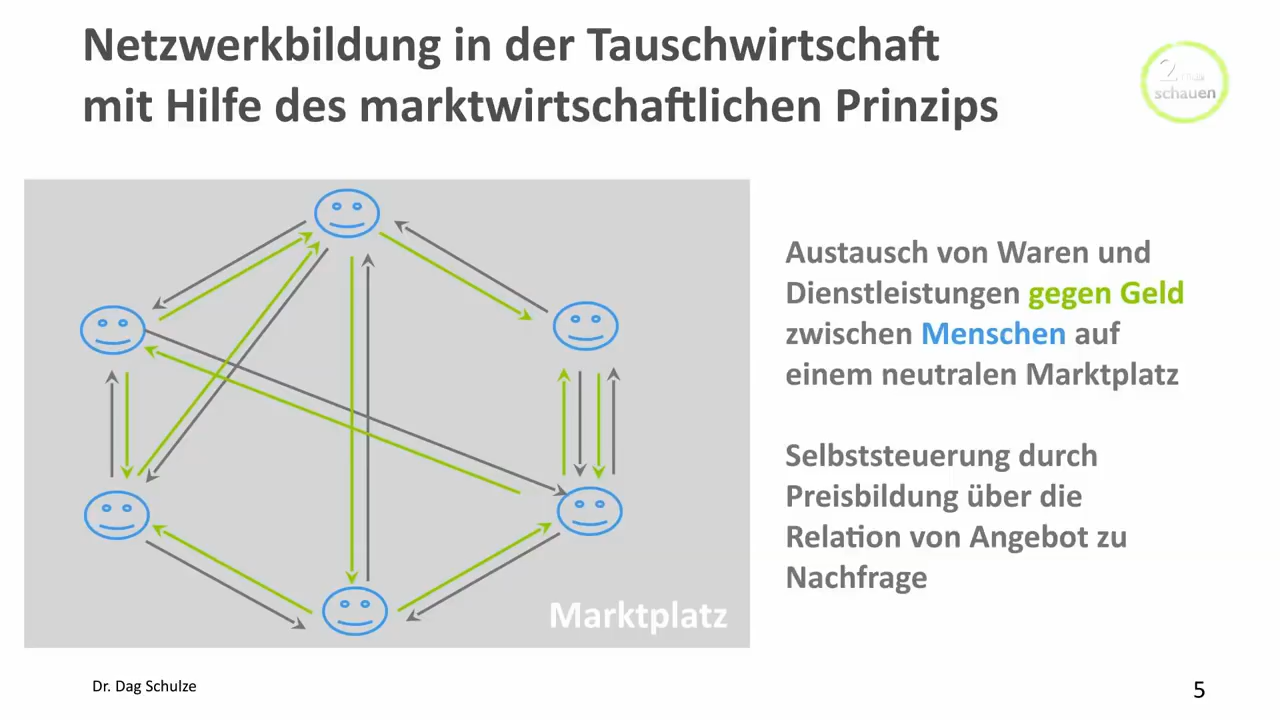 Netzwerkbildung in der Tauschwirtschaft
mit Hilfe des marktwirtschaftlichen Prinzips
2
schauen
Austausch von Waren und
Dienstleistungen gegen Geld
zwischen Menschen auf
einem neutralen Marktplatz
Selbststeuerung durch
Preisbildung über die
Relation von Angebot zu
Nachfrage
Marktplatz
Dr. Dag Schulze
5